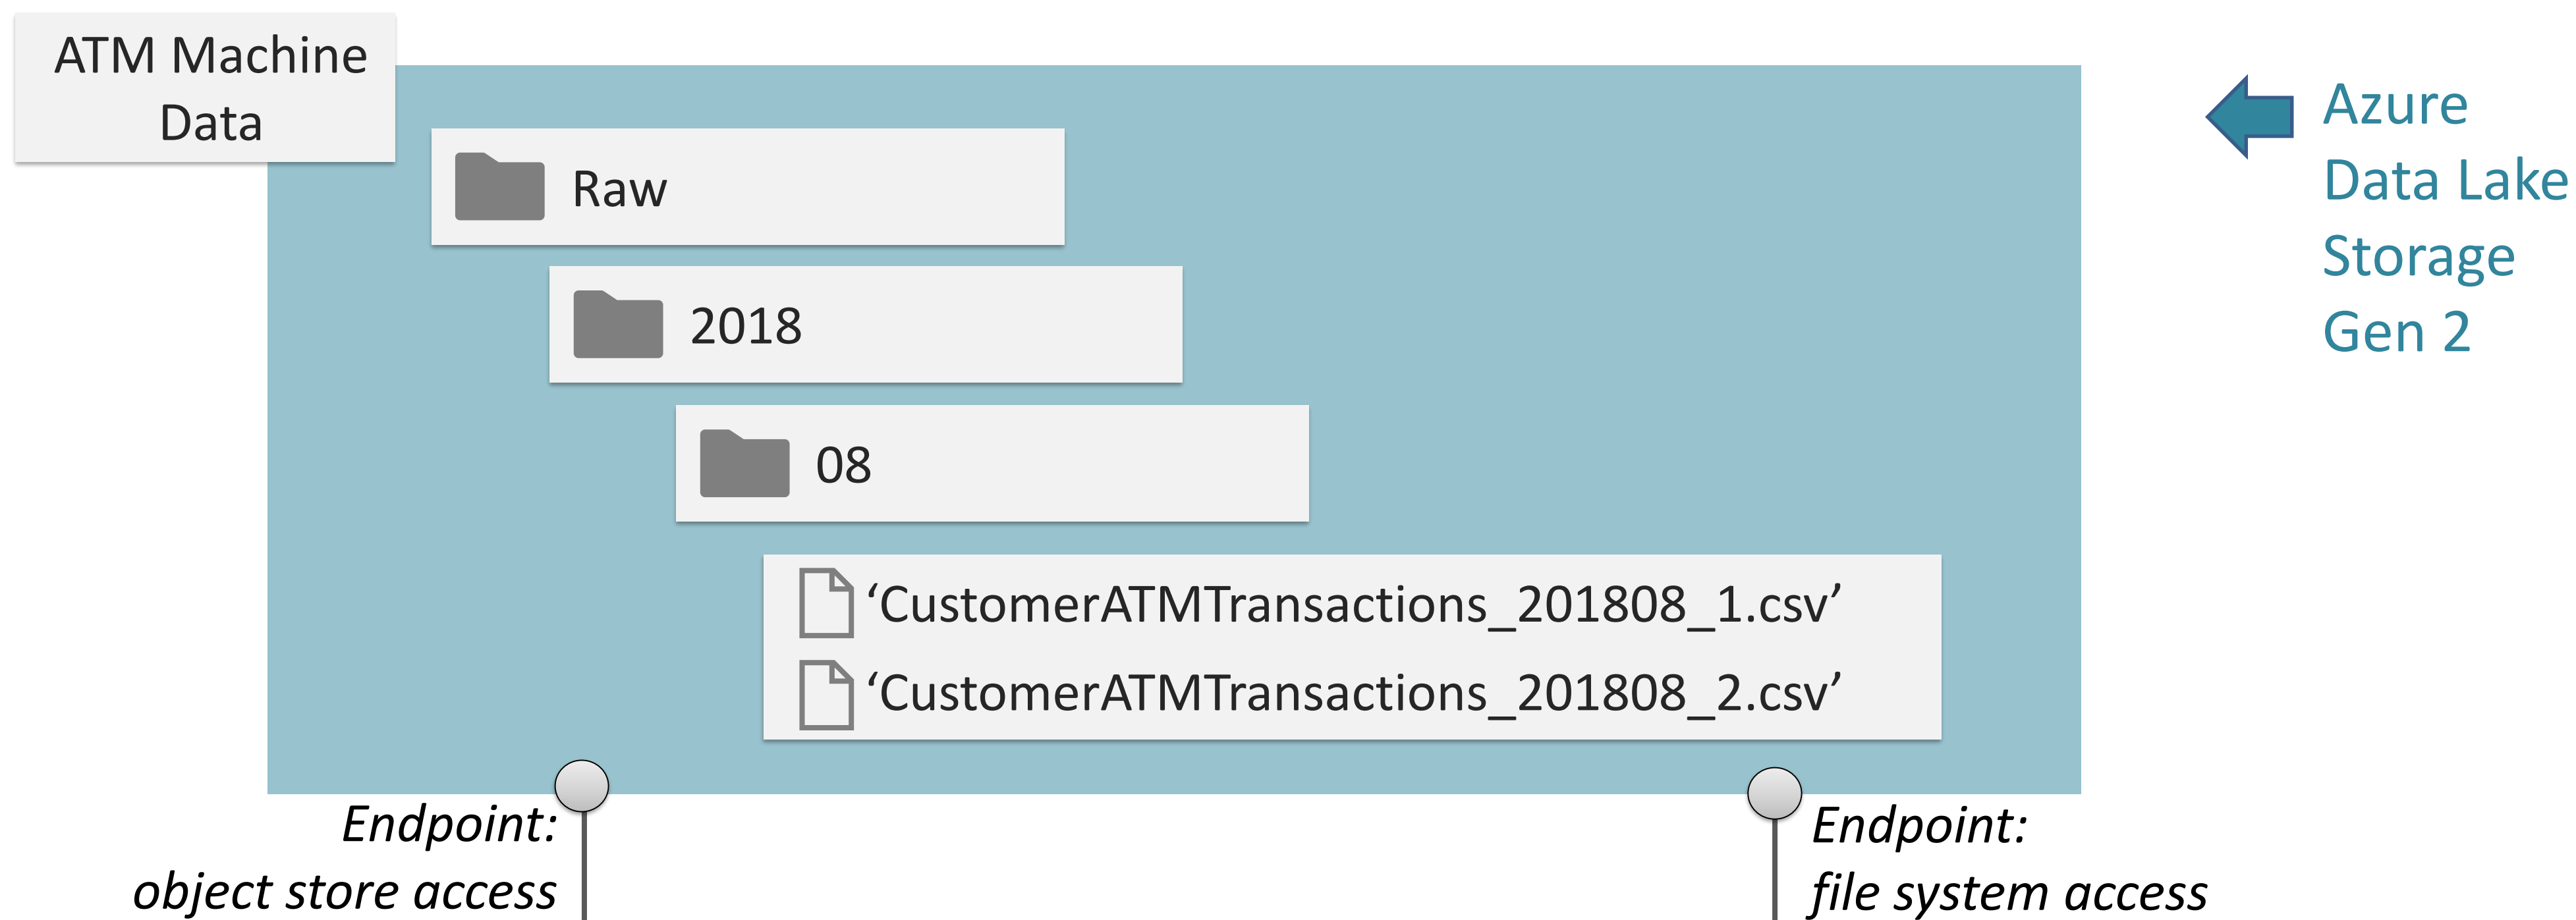 ATM Machine
Data
Raw
2018
08
‘CustomerATMTransactions_201808_1.csv’
‘CustomerATMTransactions_201808_2.csv’
Azure
Data Lake
Storage
Gen 2
Endpoint:
object store access
Endpoint:
file system access